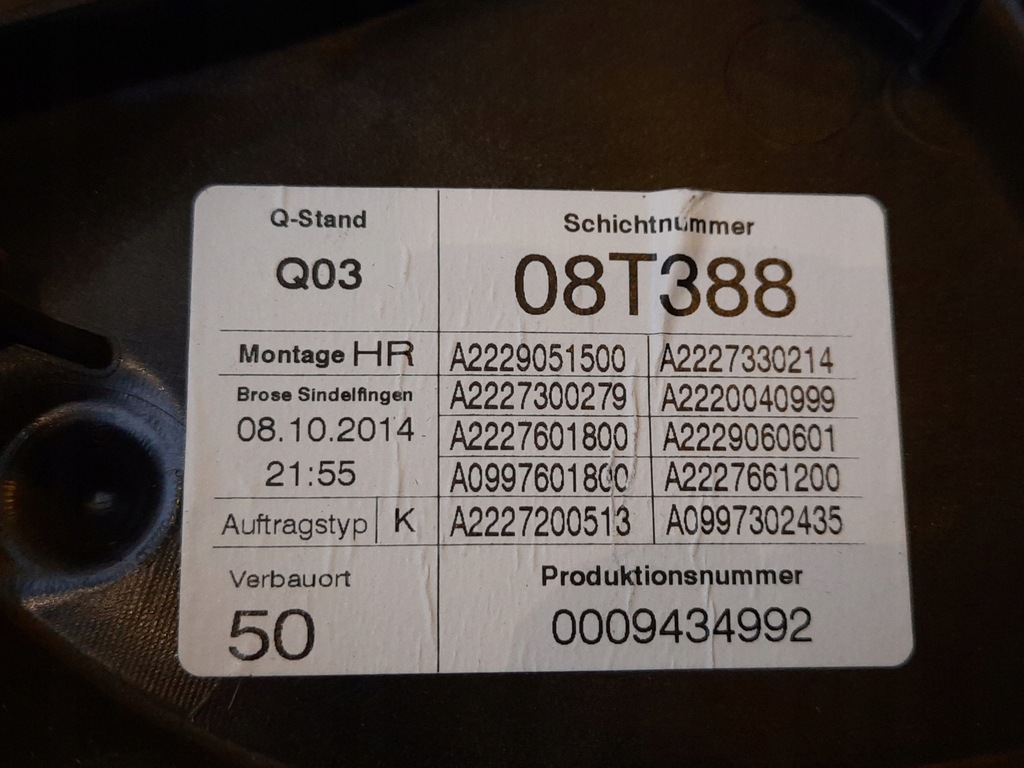 Q-Stand
Q03
Schichtnummer
08T388
Montage HR
Brose Sindelfingen
08.10.2014
21:55
Auftragstyp K
A2229051500 A2227330214
A2227300279 A2220040999
A2227601800 A2229060601
A0997601800 A2227661200
A2227200513 A0997302435
Verbauort
50
Produktionsnummer
0009434992